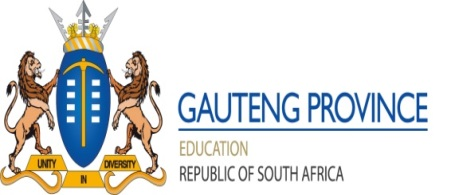 GAUTENG PROVINCE
EDUCATION
REPUBLIC OF SOUTH AFRICA
UNITY IN DIVERSITY